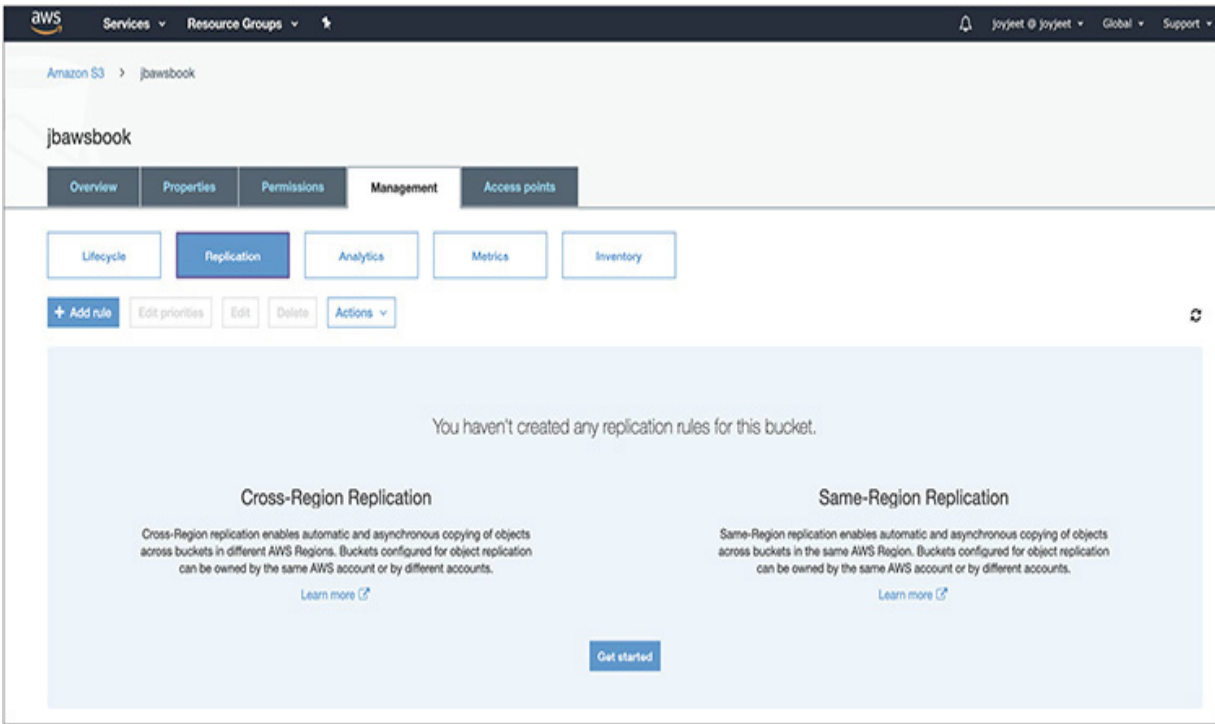 aws Services Resource Groups joyjeet @ joyjeet Global Support
Amazon S3 > jbawsbook
jbawsbook
Overview Properties Permissions Management Access points
Lifecycle Replication Analytics Metrics Inventory
+ Add rule Edit priorities Edit Delete Actions
You haven't created any replication rules for this bucket.
Cross-Region Replication
Cross-Region replication enables automatic and asynchronous copying of objects
across buckets in different AWS Regions. Buckets configured for object replication
can be owned by the same AWS account or by different accounts.
Learn more
Same-Region Replication
Same-Region replication enables automatic and asynchronous copying of objects
across buckets in the same AWS Region. Buckets configured for object replication
can be owned by the same AWS account or by different accounts.
Learn more
Get started